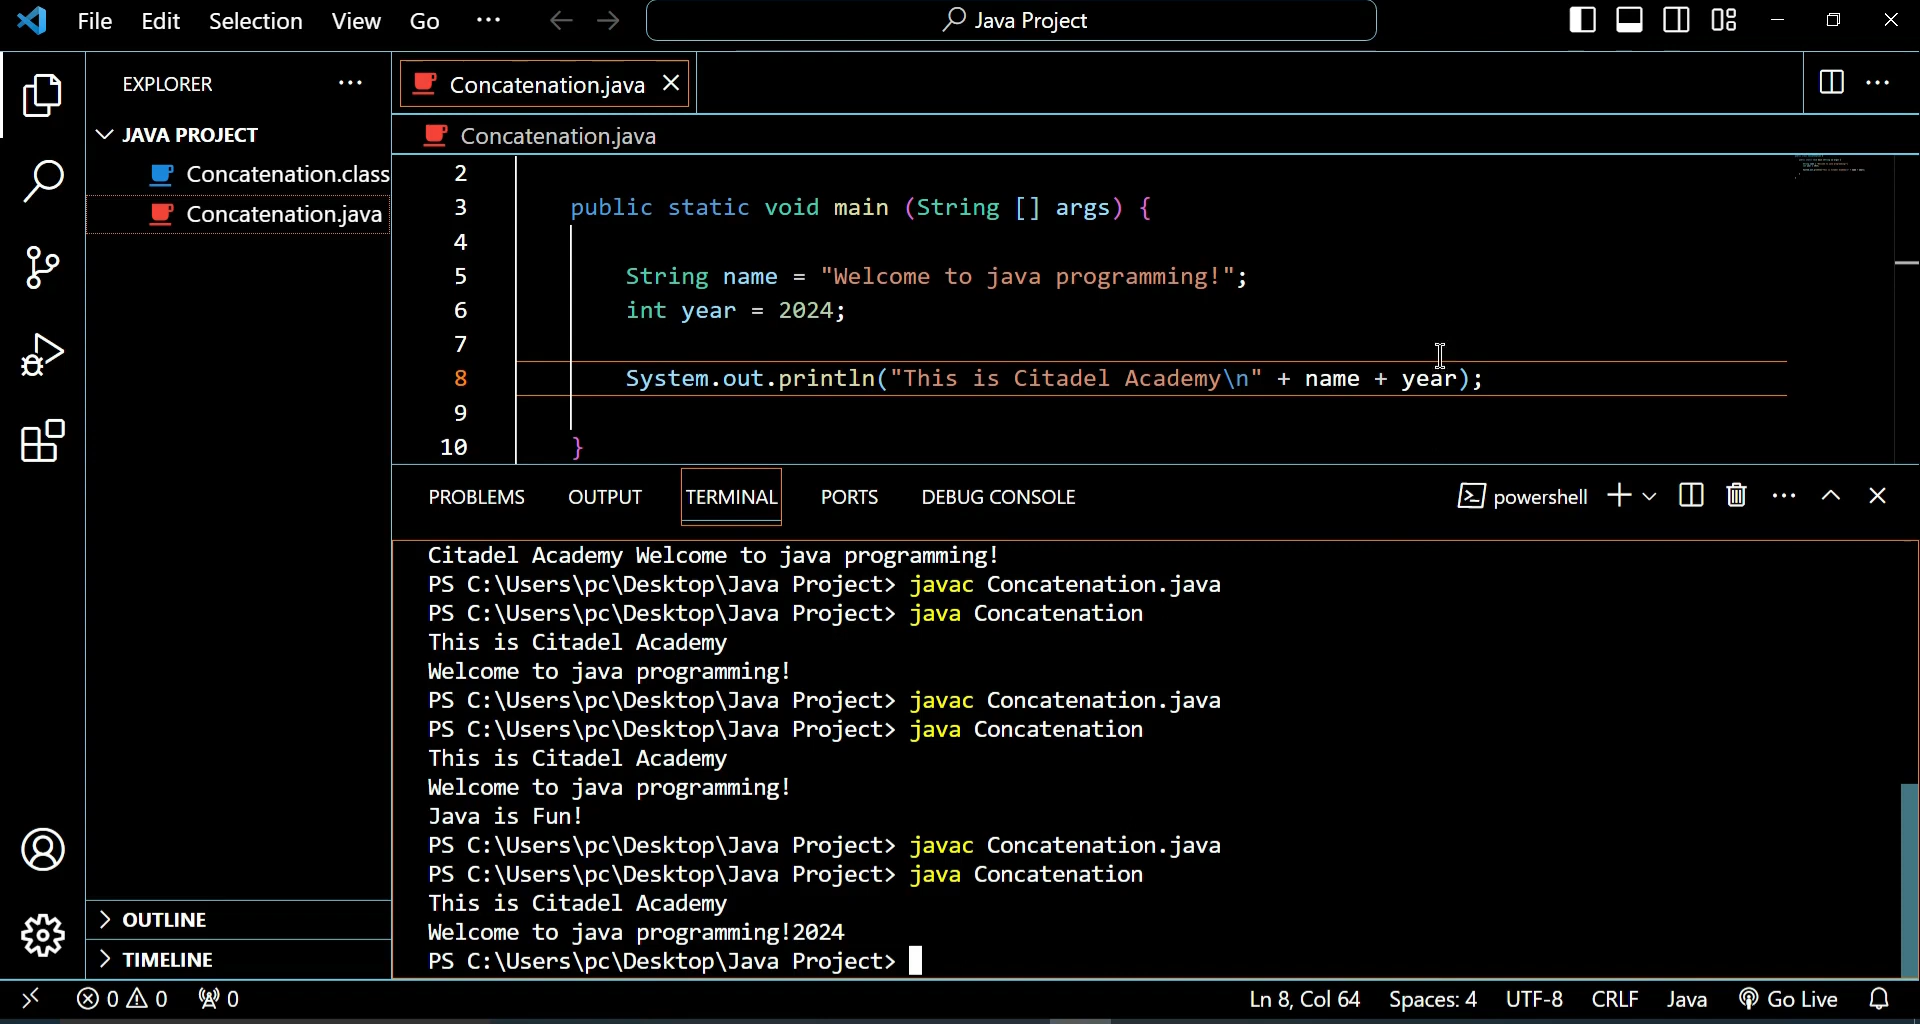 File Edit Selection View Go ··· Java Project
EXPLORER ···
JAVA PROJECT
Concatenation.class
Concatenation.java
OUTLINE
TIMELINE
Concatenation.java
Concatenation.java
2
3 public static void main (String [] args) {
4
5 String name = "Welcome to java programming!";
6 int year = 2024;
7
8 System.out.println("This is Citadel Academy\n" + name + year);
9
10 }
PROBLEMS OUTPUT TERMINAL PORTS DEBUG CONSOLE powershell
Citadel Academy Welcome to java programming!
PS C:\Users\pc\Desktop\Java Project> javac Concatenation.java
PS C:\Users\pc\Desktop\Java Project> java Concatenation
This is Citadel Academy
Welcome to java programming!
PS C:\Users\pc\Desktop\Java Project> javac Concatenation.java
PS C:\Users\pc\Desktop\Java Project> java Concatenation
This is Citadel Academy
Welcome to java programming!
Java is Fun!
PS C:\Users\pc\Desktop\Java Project> javac Concatenation.java
PS C:\Users\pc\Desktop\Java Project> java Concatenation
This is Citadel Academy
Welcome to java programming!2024
PS C:\Users\pc\Desktop\Java Project>
0 0 0 Ln 8, Col 64 Spaces: 4 UTF-8 CRLF Java Go Live